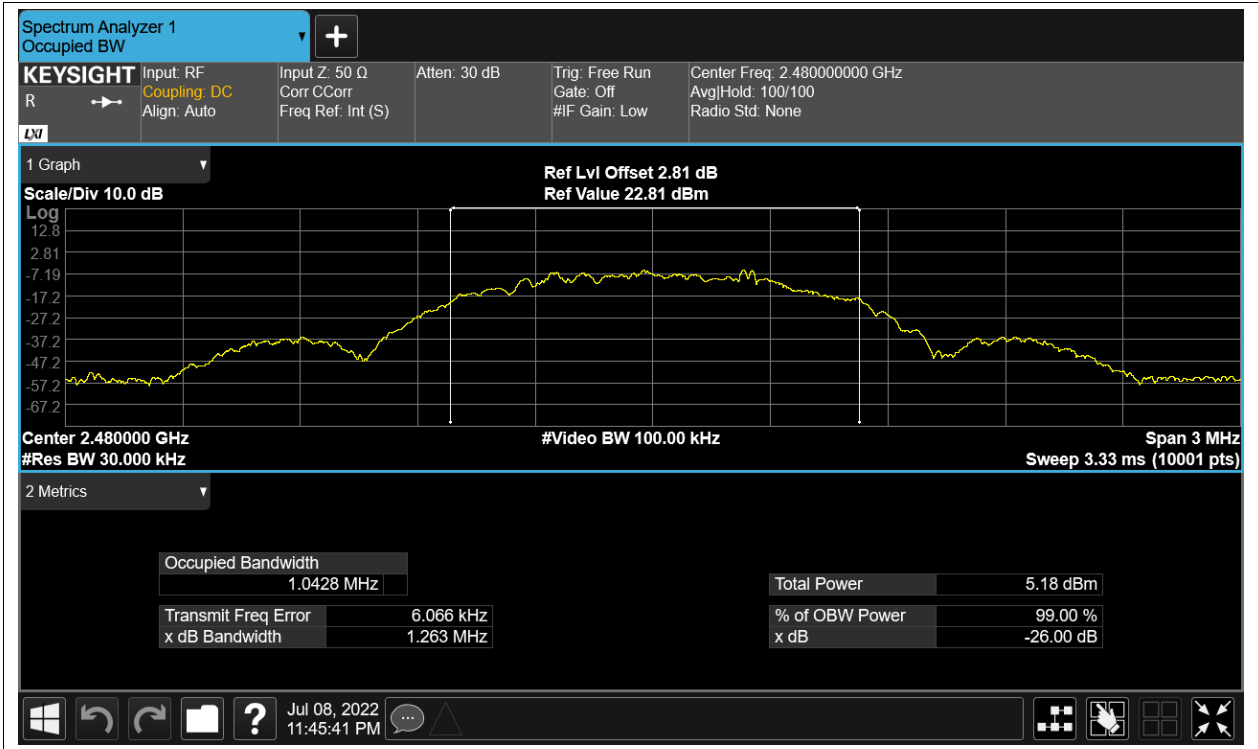 Spectrum Analyzer 1
Occupied BW
KEYSIGHT
R
LXI
Input: RF
Coupling: DC
Align: Auto
Input Z: 50 Ω
Corr CCorr
Freq Ref: Int (S)
Atten: 30 dB
Trig: Free Run
Gate: Off
#IF Gain: Low
Center Freq: 2.480000000 GHz
Avg|Hold: 100/100
Radio Std: None
1 Graph
Scale/Div 10.0 dB
Ref Lvl Offset 2.81 dB
Ref Value 22.81 dBm
Log
12.8
2.81
-7.19
-17.2
-27.2
-37.2
-47.2
-57.2
-67.2
Center 2.480000 GHz
#Res BW 30.000 kHz
#Video BW 100.00 kHz
Span 3 MHz
Sweep 3.33 ms (10001 pts)
2 Metrics
Occupied Bandwidth
1.0428 MHz
Transmit Freq Error 6.066 kHz
x dB Bandwidth 1.263 MHz
Total Power 5.18 dBm
% of OBW Power 99.00 %
x dB -26.00 dB
?
Jul 08, 2022
11:45:41 PM